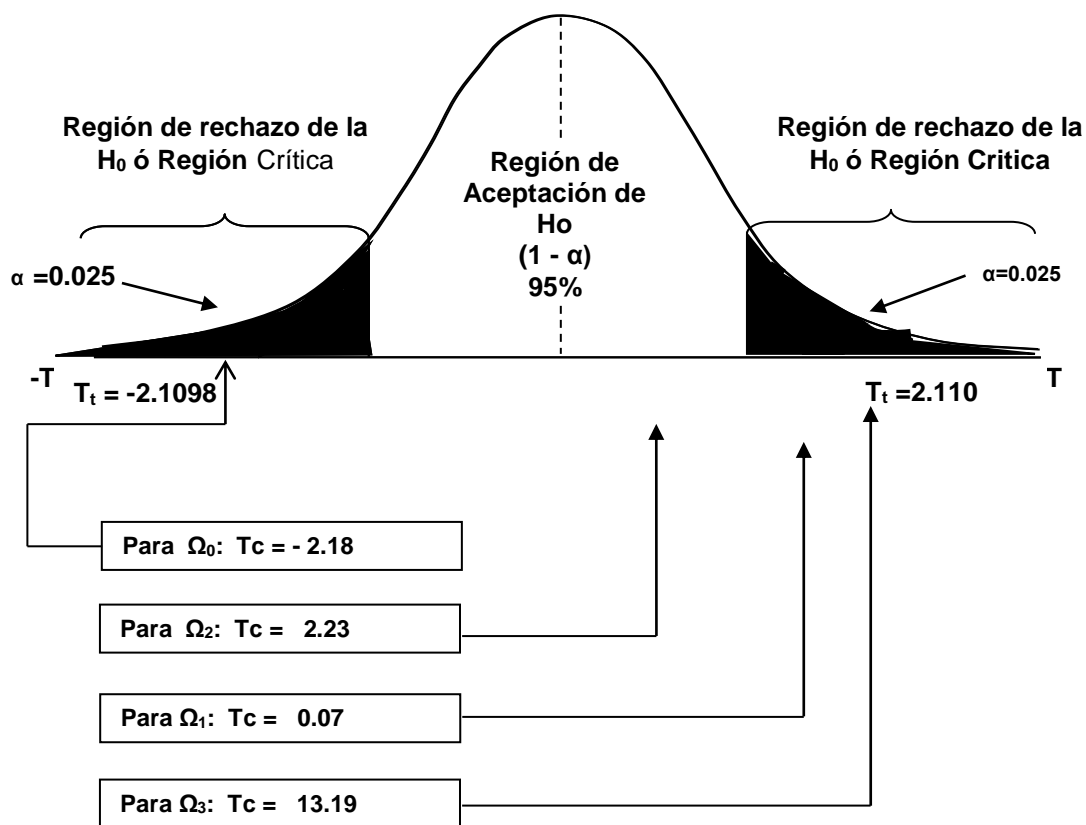 Región de rechazo de la
H₀ ó Región Crítica
Región de rechazo de la
H₀ ó Región Critica
Región de
Aceptación de
Ho
(1 - α)
95%
α =0.025
α=0.025
-T
T
Tₜ = -2.1098
Tₜ =2.110
Para Ω₀: Tc = - 2.18
Para Ω₂: Tc = 2.23
Para Ω₁: Tc = 0.07
Para Ω₃: Tc = 13.19